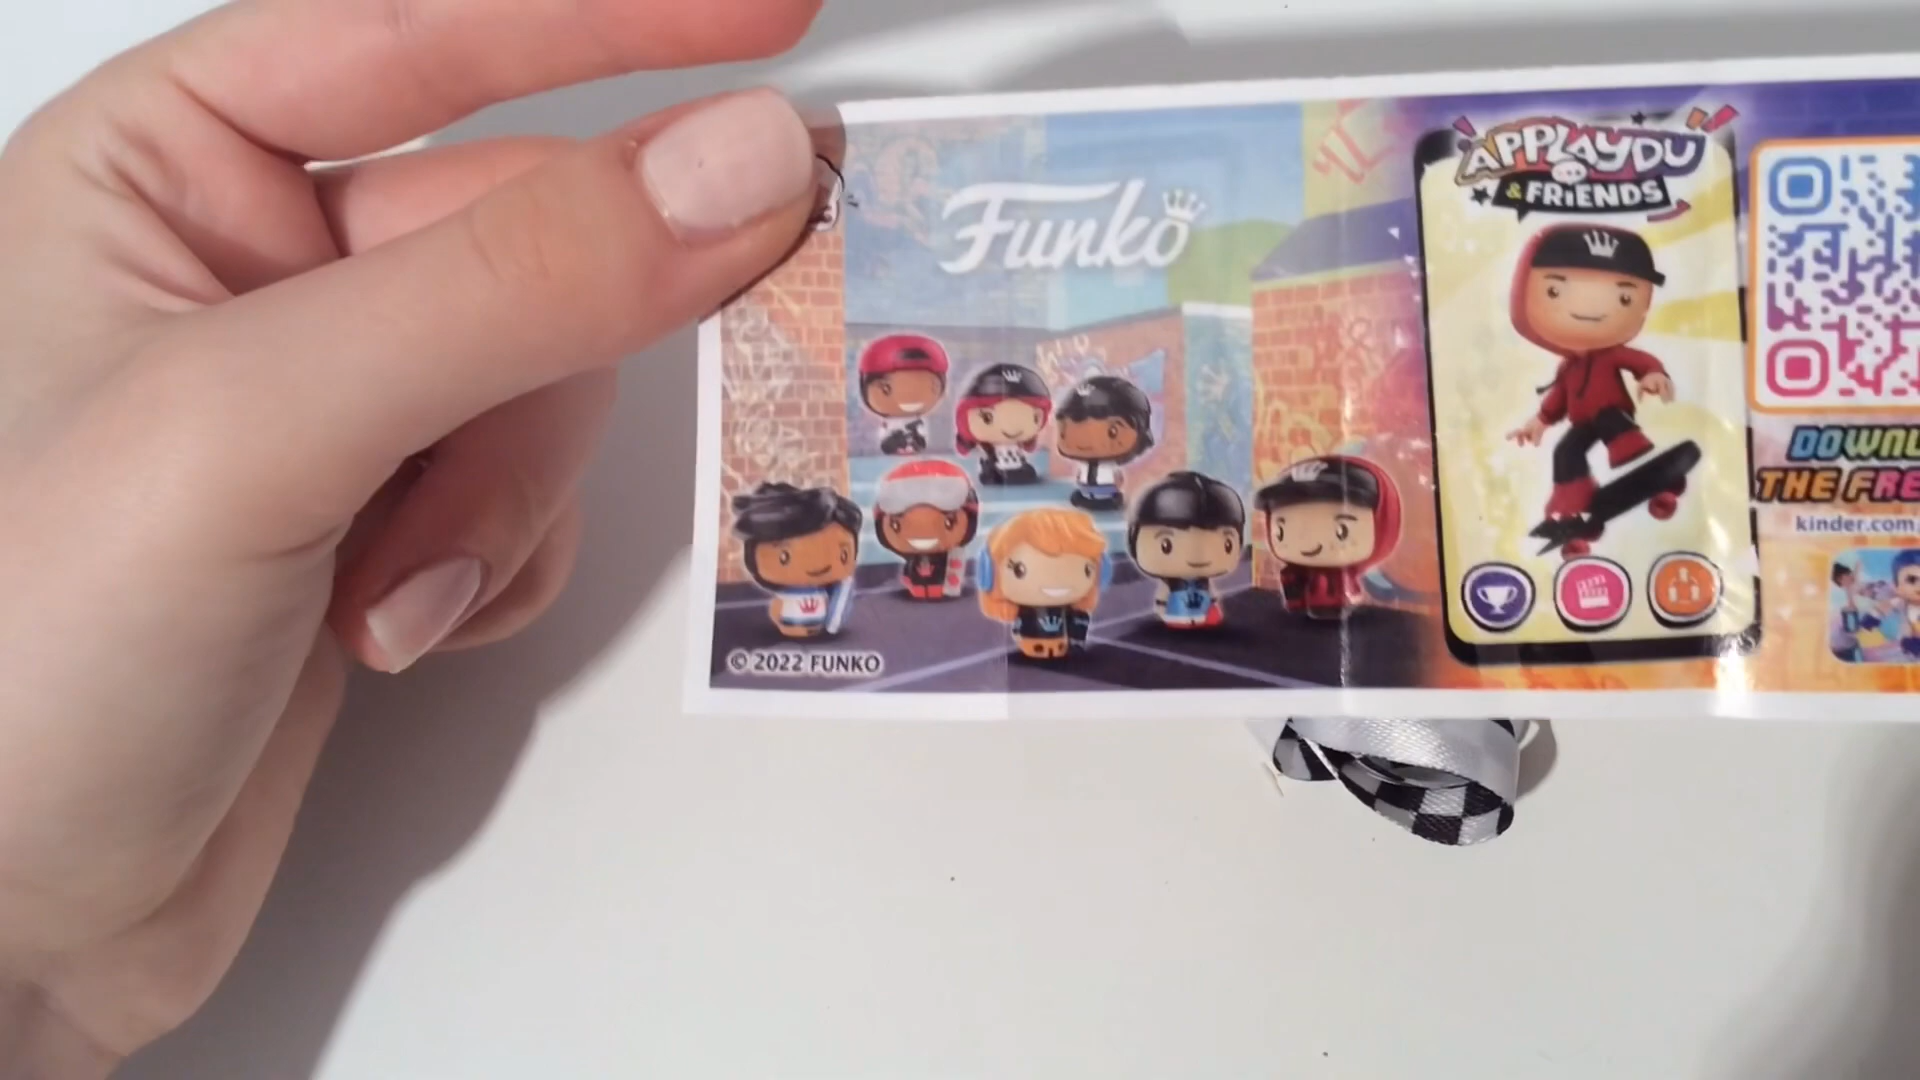 Funko
© 2022 FUNKO
APPLAYDU
& FRIENDS
DOWNL
THE FRE
kinder.com